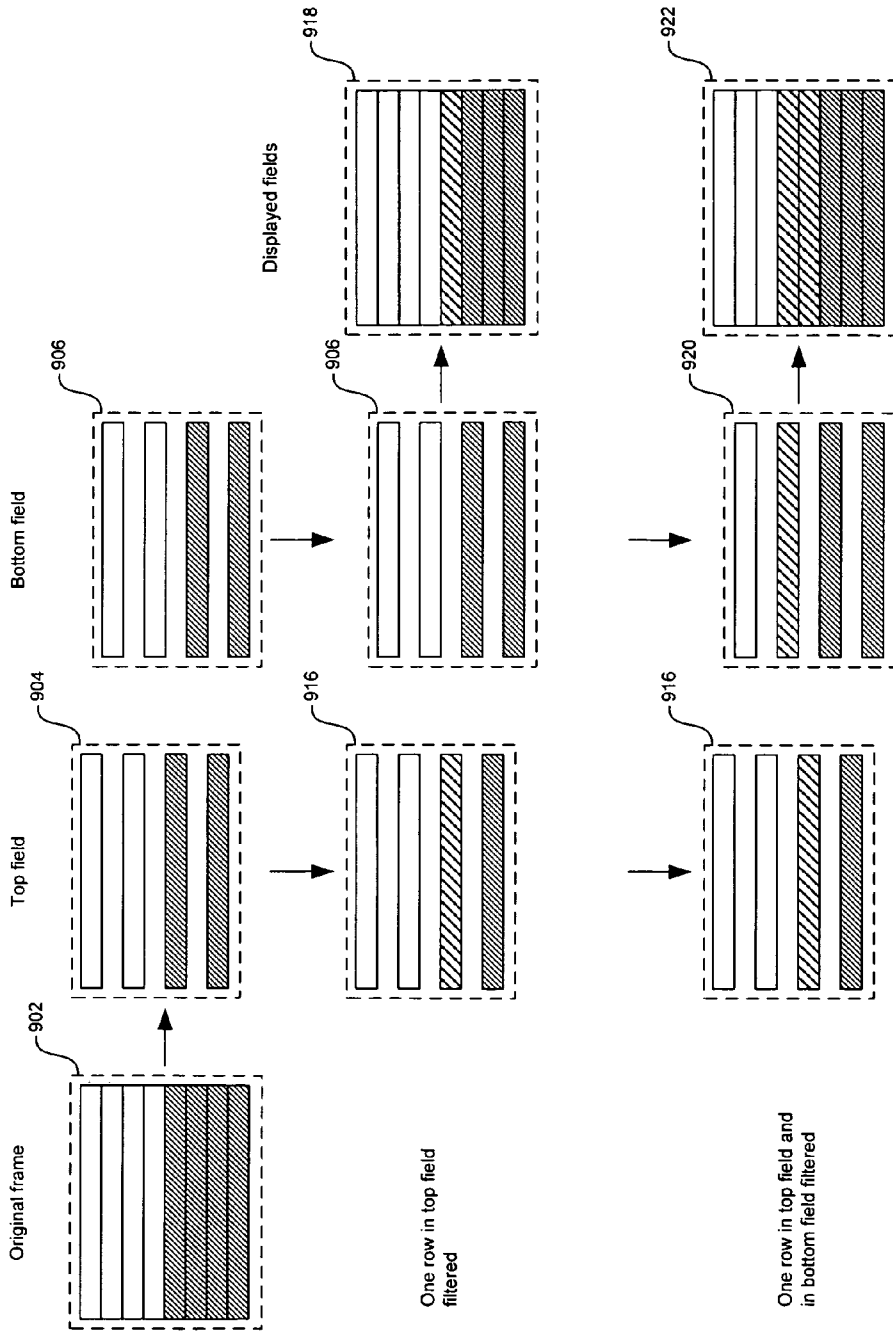 Original frame
Top field
Bottom field
902
904
906
Displayed fields
One row in top field
filtered
916
906
918
One row in top field and
in bottom field filtered
916
920
922